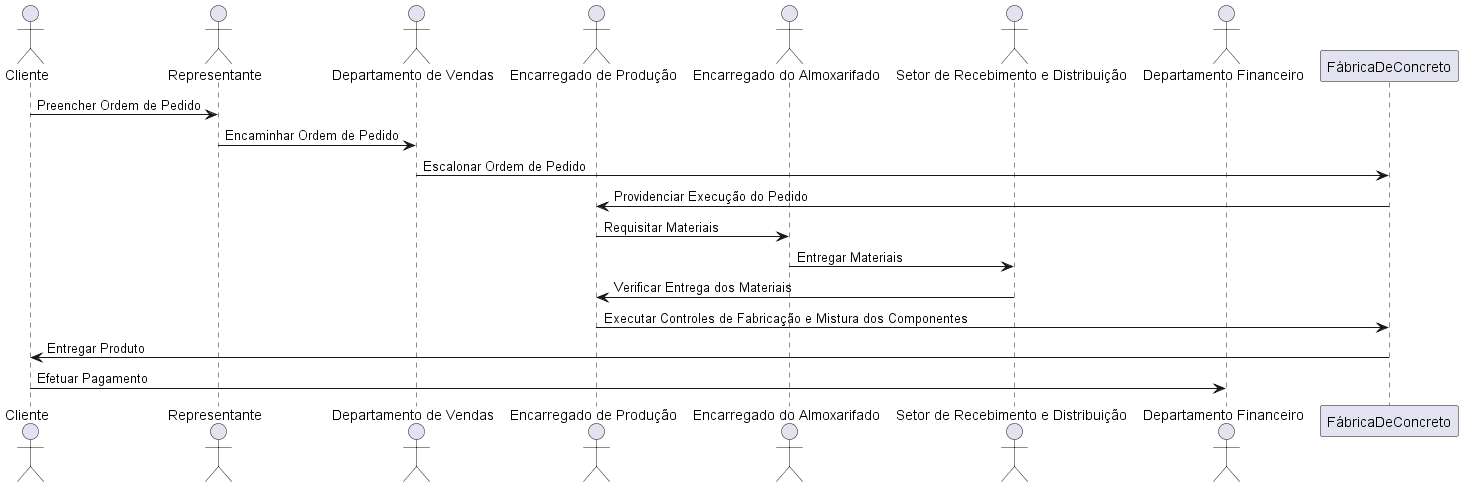 Cliente
Representante
Departamento de Vendas
Encarregado de Produção
Encarregado do Almoxarifado
Setor de Recebimento e Distribuição
Departamento Financeiro
FábricaDeConcreto
Preencher Ordem de Pedido
Encaminhar Ordem de Pedido
Escalonar Ordem de Pedido
Providenciar Execução do Pedido
Requisitar Materiais
Entregar Materiais
Verificar Entrega dos Materiais
Executar Controles de Fabricação e Mistura dos Componentes
Entregar Produto
Efetuar Pagamento
Cliente
Representante
Departamento de Vendas
Encarregado de Produção
Encarregado do Almoxarifado
Setor de Recebimento e Distribuição
Departamento Financeiro
FábricaDeConcreto